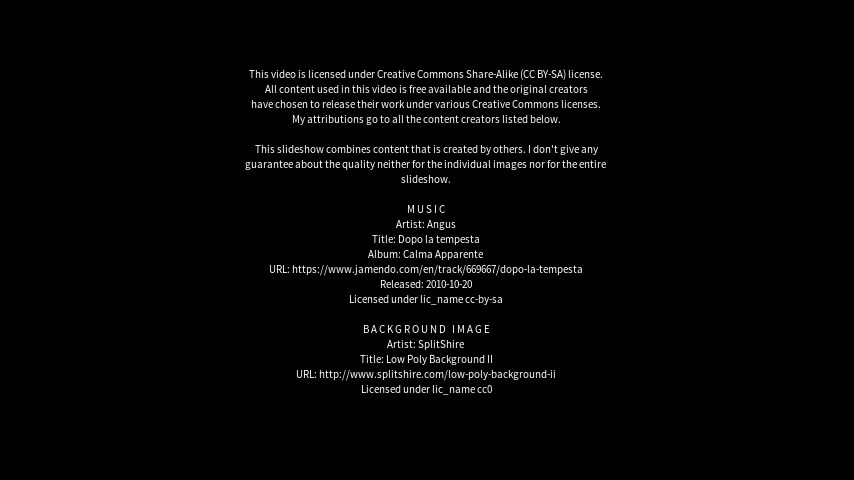 This video is licensed under Creative Commons Share-Alike (CC BY-SA) license.
All content used in this video is free available and the original creators
have chosen to release their work under various Creative Commons licenses.
My attributions go to all the content creators listed below.
This slideshow combines content that is created by others. I don't give any
guarantee about the quality neither for the individual images nor for the entire
slideshow.
M U S I C
Artist: Angus
Title: Dopo la tempesta
Album: Calma Apparente
URL: https://www.jamendo.com/en/track/669667/dopo-la-tempesta
Released: 2010-10-20
Licensed under lic_name cc-by-sa
B A C K G R O U N D   I M A G E
Artist: SplitShire
Title: Low Poly Background II
URL: http://www.splitshire.com/low-poly-background-ii
Licensed under lic_name cc0